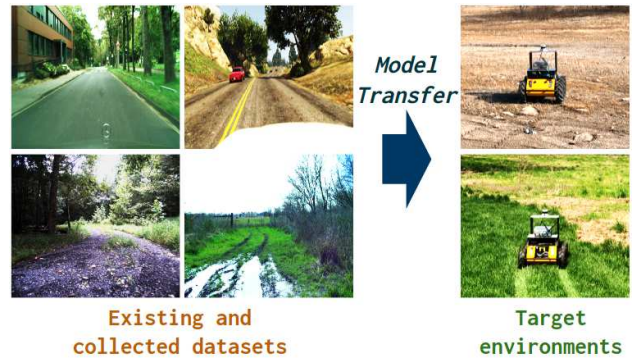 Model
Transfer
Existing and
collected datasets
Target
environments